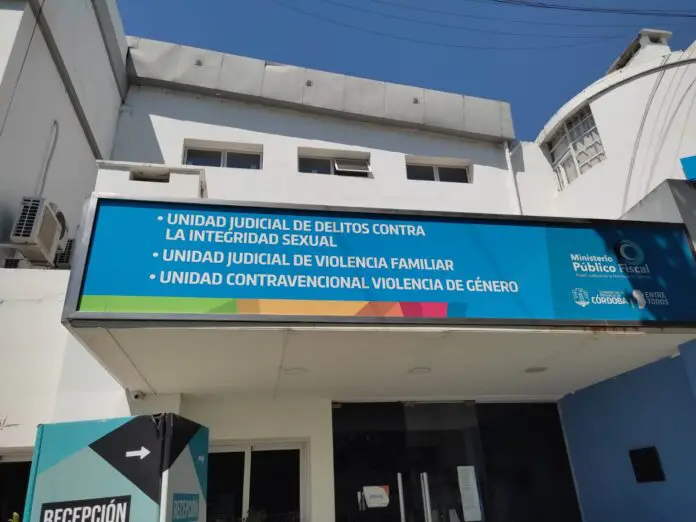 • UNIDAD JUDICIAL DE DELITOS CONTRA
LA INTEGRIDAD SEXUAL
• UNIDAD JUDICIAL DE VIOLENCIA FAMILIAR
• UNIDAD CONTRAVENCIONAL VIOLENCIA DE GÉNERO
Ministerio
Público Fiscal
CÓRDOBA
ENTRE
TODOS
RECEPCIÓN
RECEPCIÓN